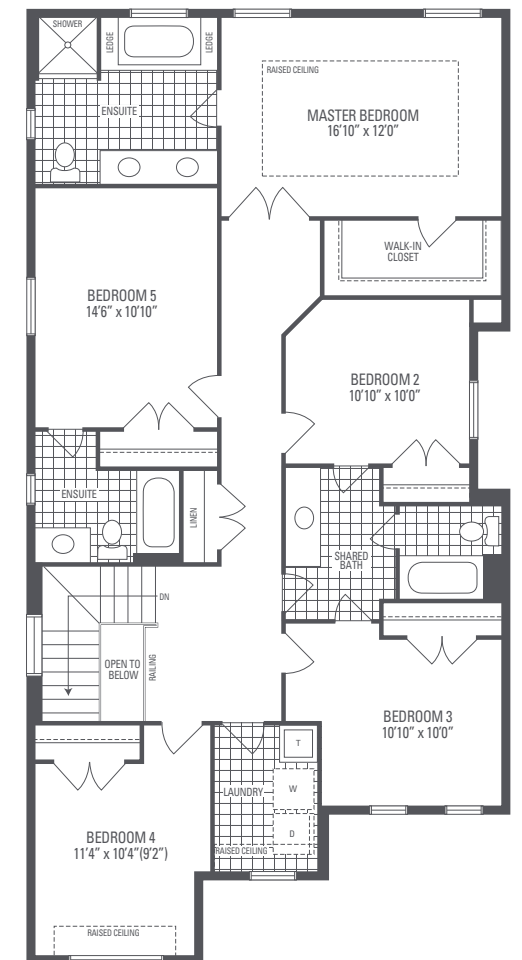 SHOWER
LEDGE
LEDGE
ENSUITE
RAISED CEILING
MASTER BEDROOM
16'10" x 12'0"
WALK-IN
CLOSET
BEDROOM 5
14'6" x 10'10"
BEDROOM 2
10'10" x 10'0"
ENSUITE
LINEN
SHARED
BATH
DN
OPEN TO
BELOW
RAILING
BEDROOM 3
10'10" x 10'0"
T
W
LAUNDRY
D
RAISED CEILING
BEDROOM 4
11'4" x 10'4"(9'2")
RAISED CEILING